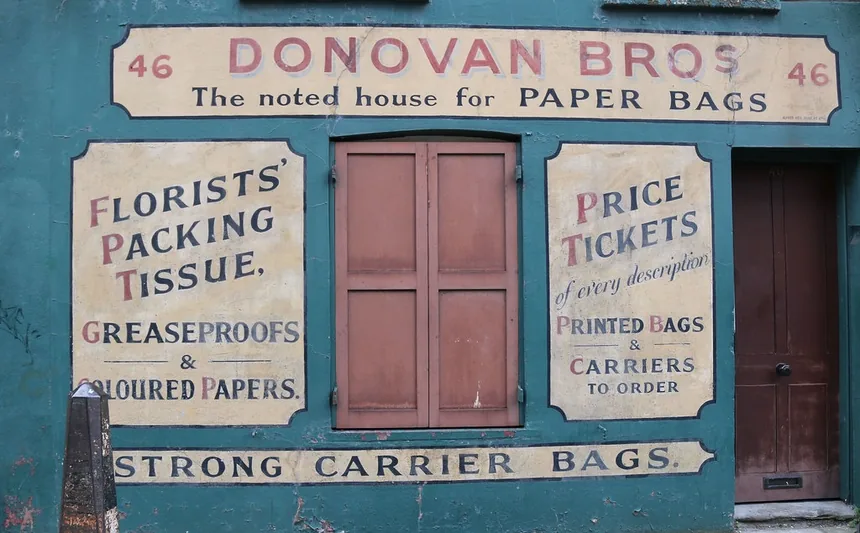 46 DONOVAN BROS 46
The noted house for PAPER BAGS
FLORISTS'
PACKING
TISSUE,
GREASEPROOFS
&
COLOURED PAPERS.
PRICE
TICKETS
of every description
PRINTED BAGS
&
CARRIERS
TO ORDER
STRONG CARRIER BAGS.